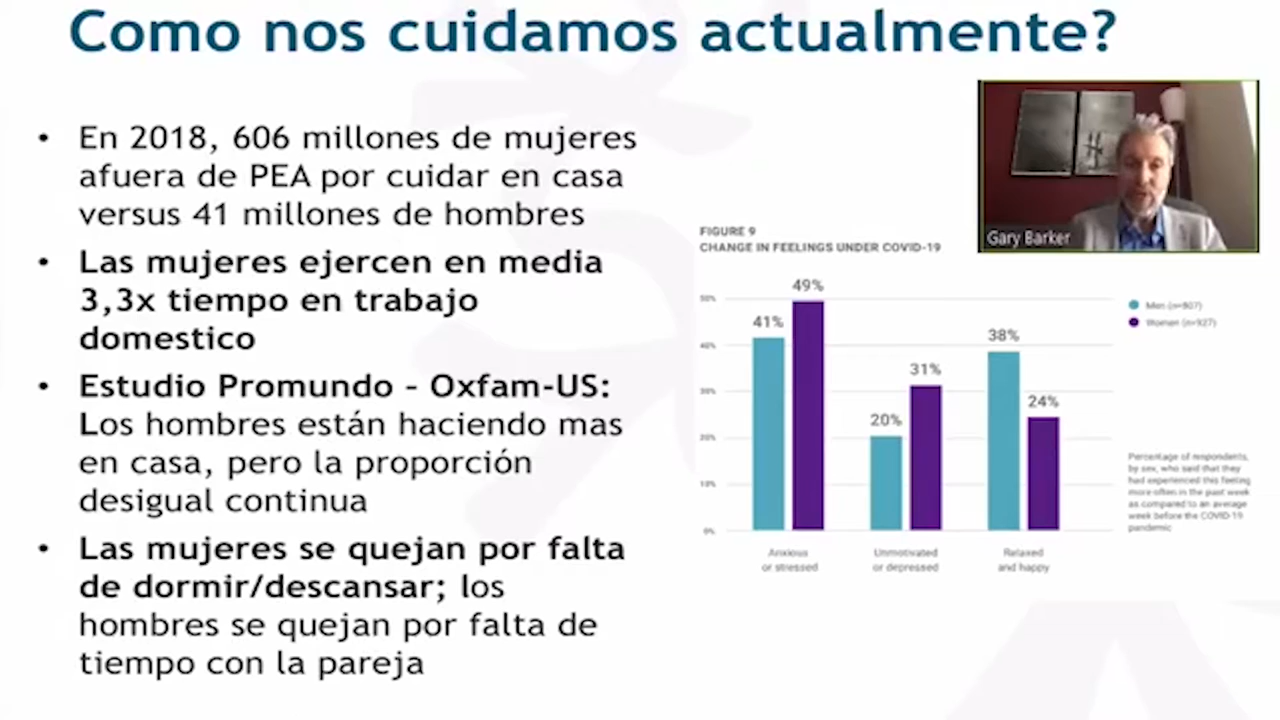 Como nos cuidamos actualmente?
• En 2018, 606 millones de mujeres
afuera de PEA por cuidar en casa
versus 41 millones de hombres
• Las mujeres ejercen en media
3,3x tiempo en trabajo
domestico
• Estudio Promundo – Oxfam-US:
Los hombres están haciendo mas
en casa, pero la proporción
desigual continua
• Las mujeres se quejan por falta
de dormir/descansar; los
hombres se quejan por falta de
tiempo con la pareja
Gary Barker
FIGURE 9
CHANGE IN FEELINGS UNDER COVID-19
50%
40%
30%
20%
10%
0%
41%
49%
20%
31%
38%
24%
Anxious
or stressed
Unmotivated
or depressed
Relaxed
and happy
Men (n=807)
Women (n=927)
Percentage of respondents,
by sex, who said that they
had experienced this feeling
more often in the past week
as compared to an average
week before the COVID-19
pandemic